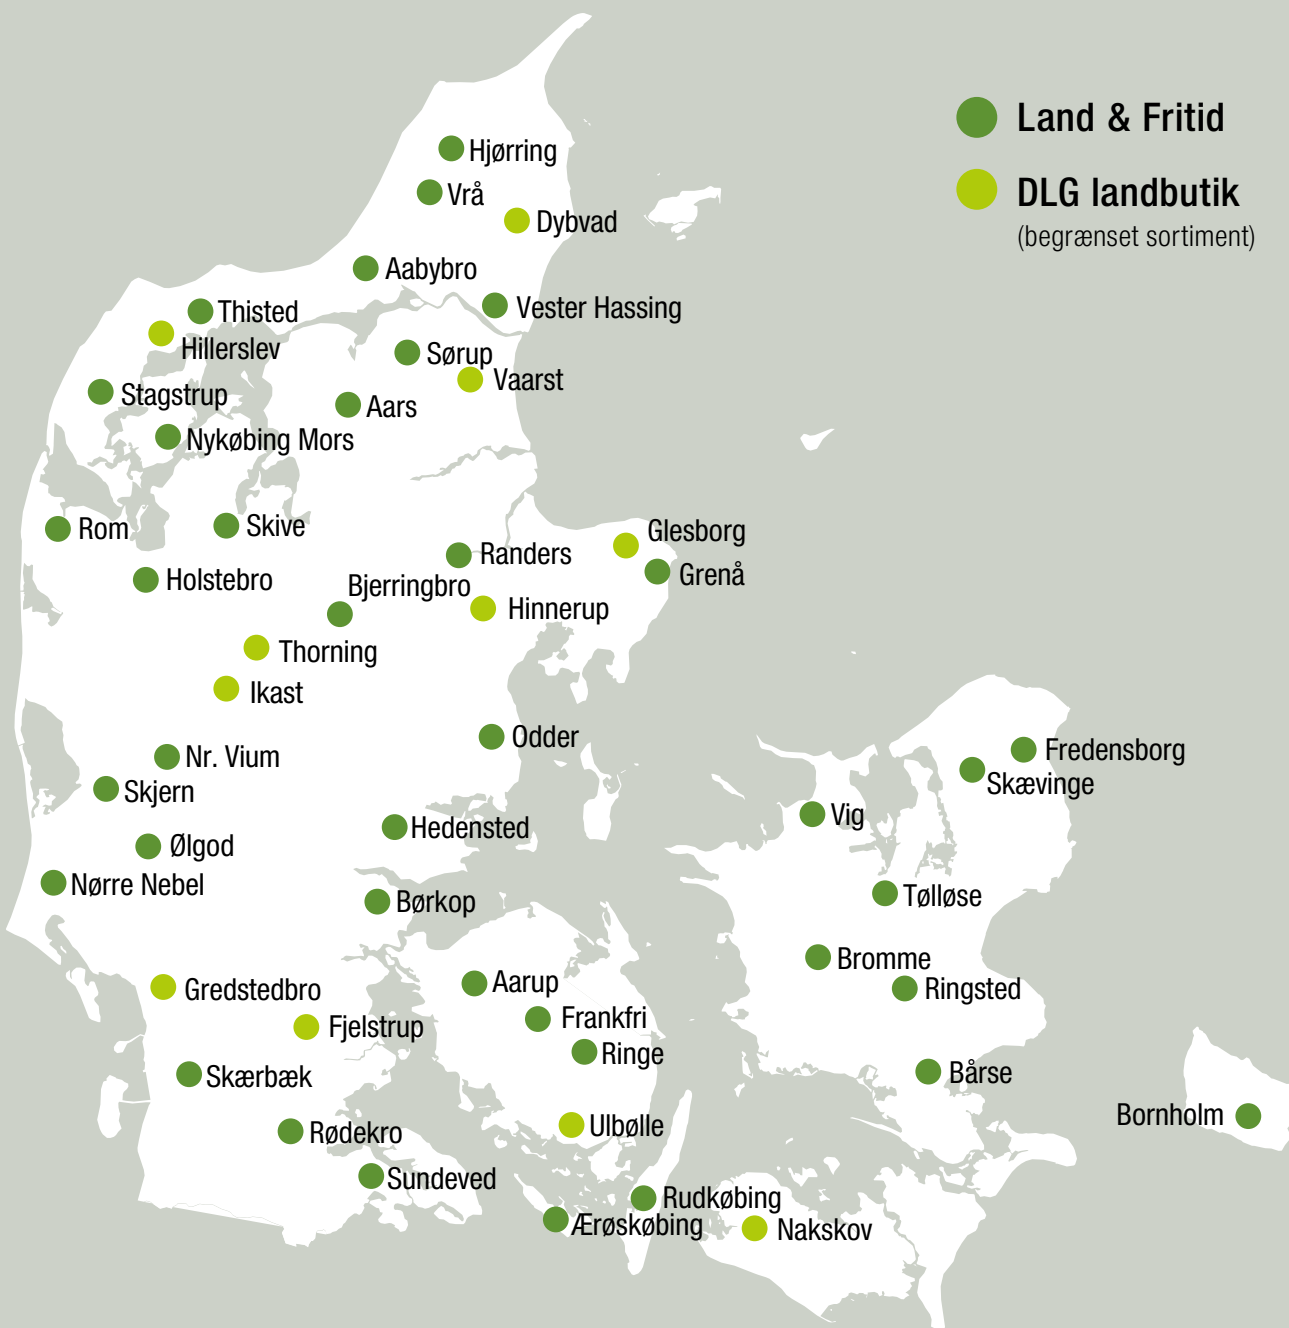 Land & Fritid
DLG landbutik
(begrænset sortiment)
Hjørring
Vrå
Dybvad
Aabybro
Vester Hassing
Thisted
Hillerslev
Sørup
Vaarst
Stagstrup
Aars
Nykøbing Mors
Rom
Skive
Glesborg
Randers
Grenå
Holstebro
Bjerringbro
Hinnerup
Thorning
Ikast
Odder
Nr. Vium
Fredensborg
Skævinge
Skjern
Vig
Hedensted
Ølgod
Nørre Nebel
Tølløse
Børkop
Bromme
Aarup
Ringsted
Gredstedbro
Frankfri
Fjelstrup
Ringe
Skærbæk
Bårse
Bornholm
Ulbølle
Rødekro
Sundeved
Rudkøbing
Ærøskøbing
Nakskov